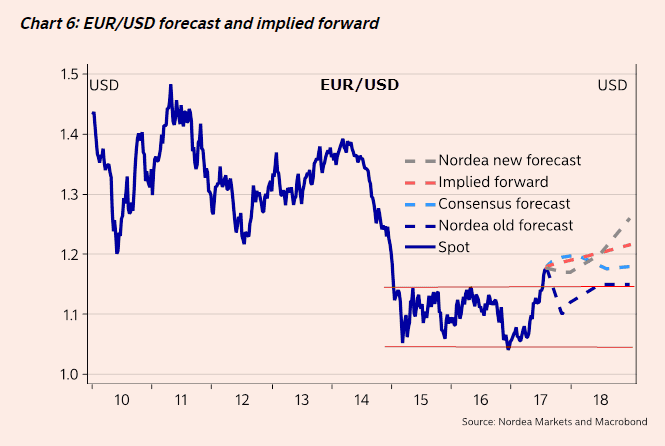 Chart 6: EUR/USD forecast and implied forward
1.5
USD
EUR/USD
USD
1.4
Nordea new forecast
Implied forward
1.3
Consensus forecast
Nordea old forecast
Spot
1.2
1.1
1.0
10 11 12 13 14 15 16 17 18
Source: Nordea Markets and Macrobond